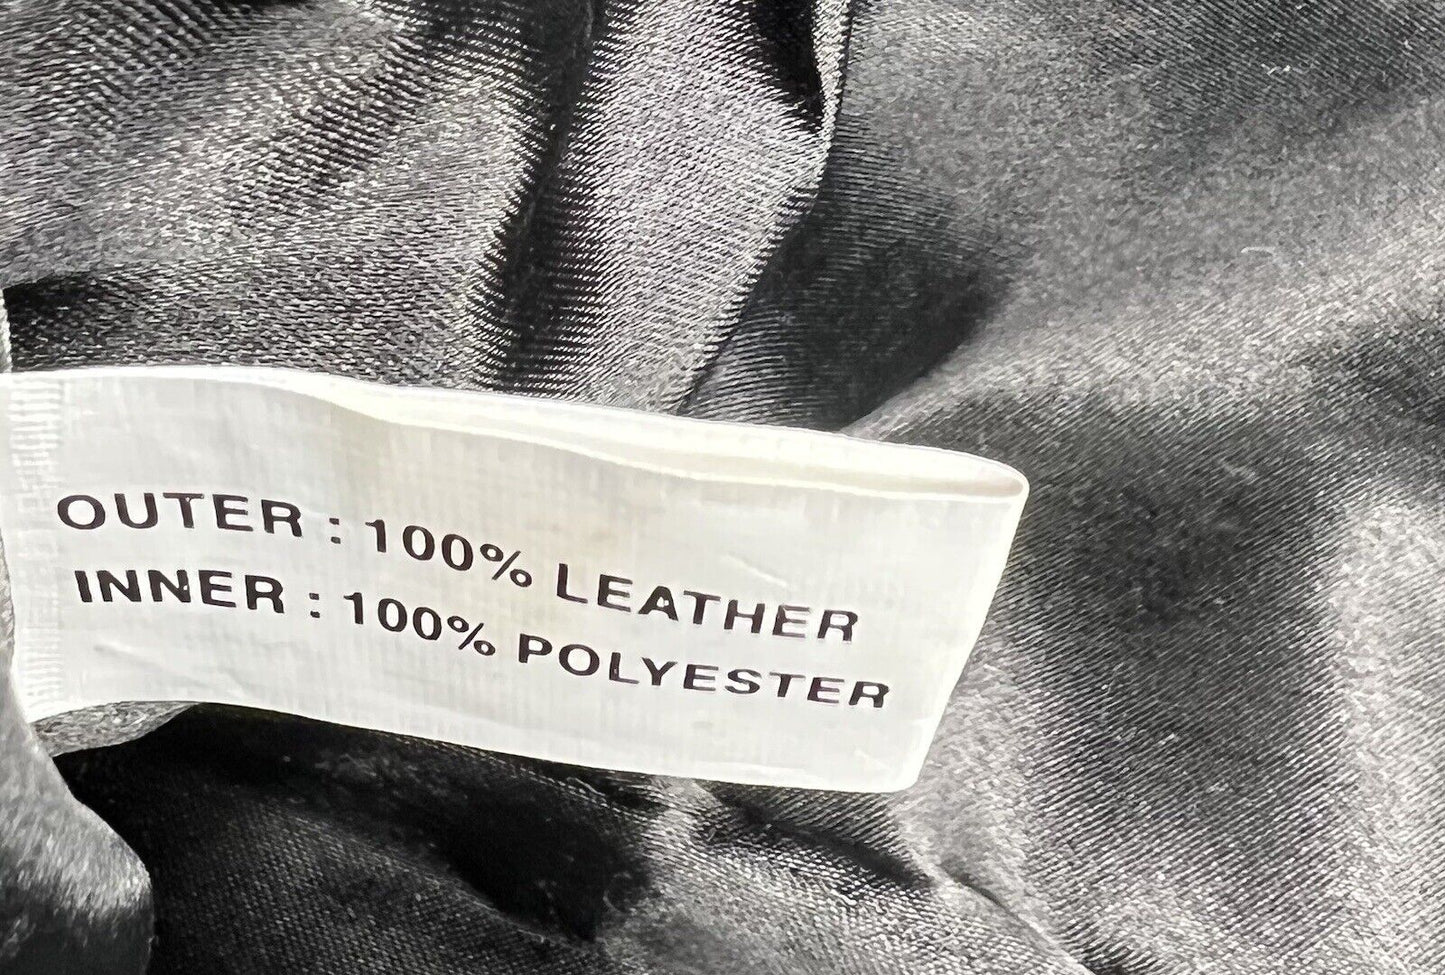 OUTER : 100% LEATHER
INNER : 100% POLYESTER